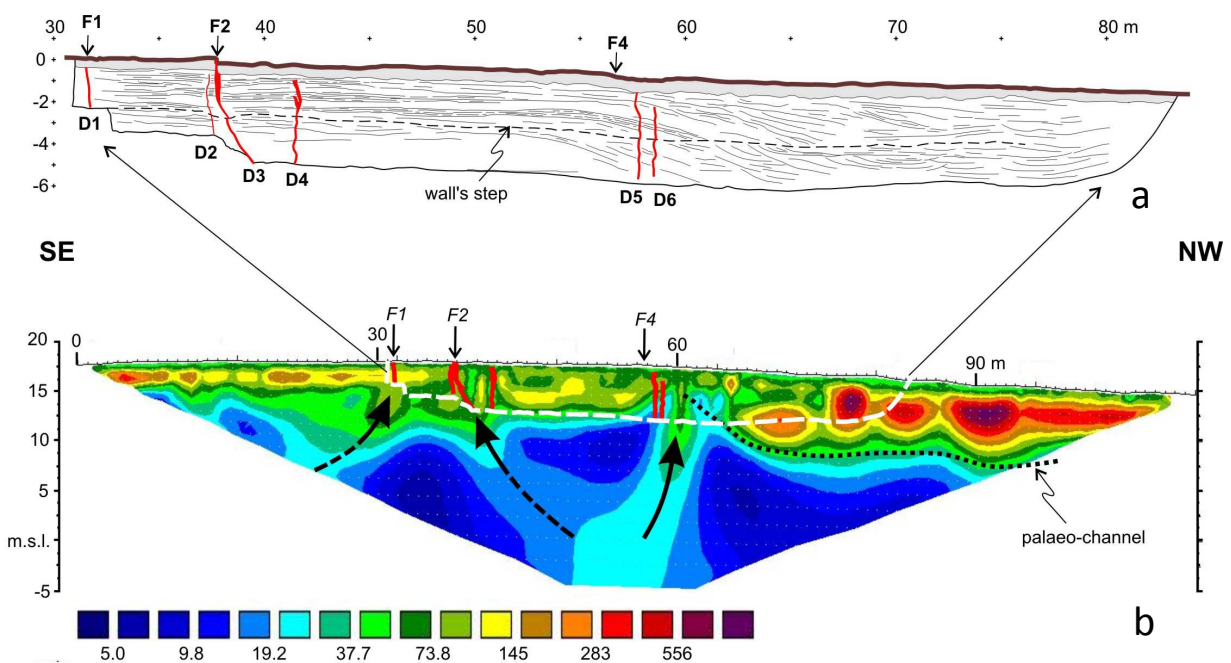 30 F1 F2 40 50 F4 60 70 80 m
0
-2
-4
-6
D1
D2
D3
D4
wall's step
D5
D6
a
SE
NW
F1
F2
F4
20
0
30
60
90 m
15
10
5
m.s.l.
-5
palaeo-channel
b
5.0 9.8 19.2 37.7 73.8 145 283 556